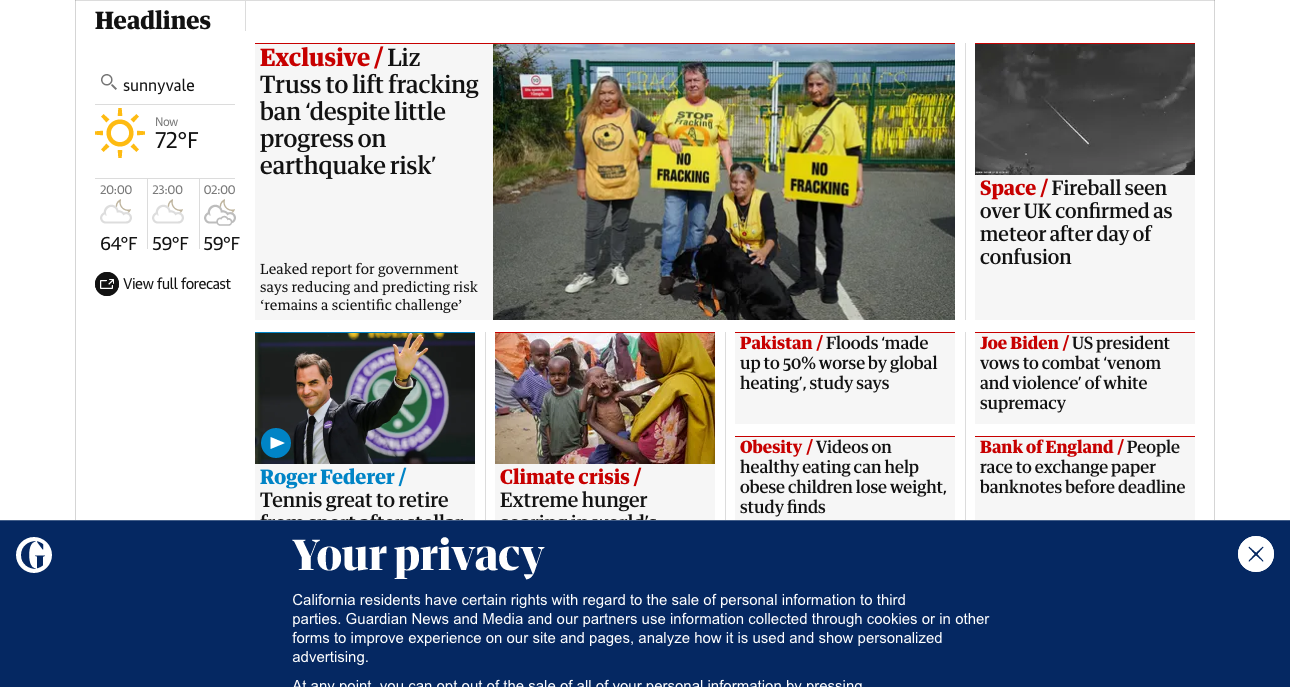 Headlines
sunnyvale
Now
72°F
20:00
23:00
02:00
64°F
59°F
59°F
View full forecast
Exclusive / Liz
Truss to lift fracking
ban ‘despite little
progress on
earthquake risk’
Leaked report for government
says reducing and predicting risk
‘remains a scientific challenge’
STOP
Fracking
NO
FRACKING
NO
FRACKING
Space / Fireball seen
over UK confirmed as
meteor after day of
confusion
Roger Federer /
Tennis great to retire
Climate crisis /
Extreme hunger
Pakistan / Floods ‘made
up to 50% worse by global
heating’, study says
Joe Biden / US president
vows to combat ‘venom
and violence’ of white
supremacy
Obesity / Videos on
healthy eating can help
obese children lose weight,
study finds
Bank of England / People
race to exchange paper
banknotes before deadline
G
Your privacy
California residents have certain rights with regard to the sale of personal information to third
parties. Guardian News and Media and our partners use information collected through cookies or in other
forms to improve experience on our site and pages, analyze how it is used and show personalized
advertising.
At any point, you can opt out of the sale of all of your personal information by pressing